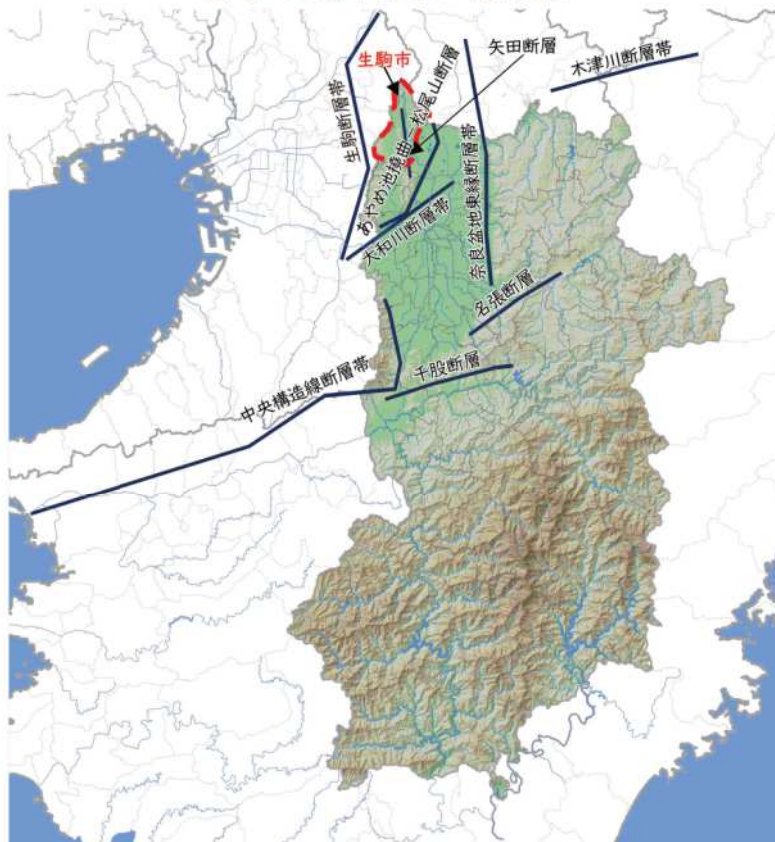 矢田断層
生駒市
木津川断層帯
生駒断層帯
あやめ池撓曲−松尾山断層
大和川断層帯
奈良盆地東縁断層帯
名張断層
千股断層
中央構造線断層帯